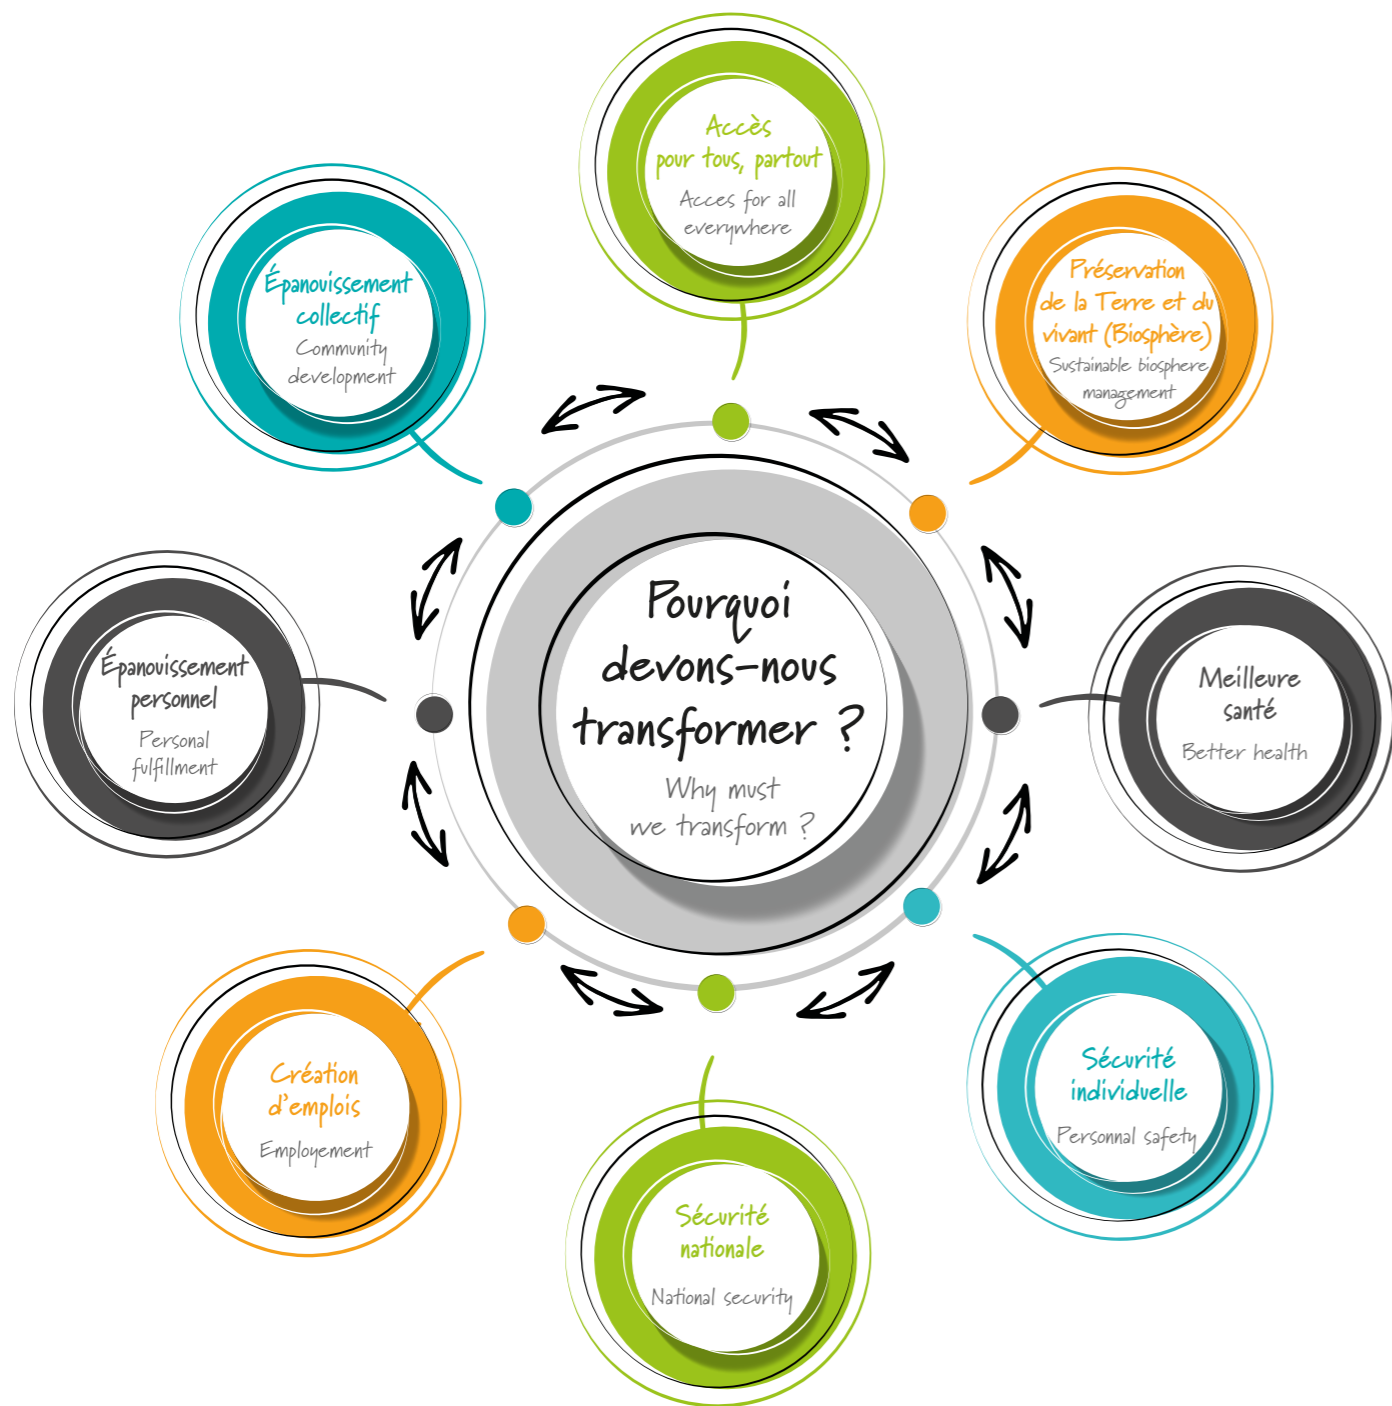 Accès
pour tous, partout
Acces for all
everywhere
Préservation
de la Terre et du
vivant (Biosphère)
Sustainable biosphere
management
Meilleure
santé
Better health
Sécurité
individuelle
Personnal safety
Sécurité
nationale
National security
Création
d'emplois
Employement
Épanouissement
personnel
Personal
fulfillment
Épanouissement
collectif
Community
development
Pourquoi
devons-nous
transformer ?
Why must
we transform ?